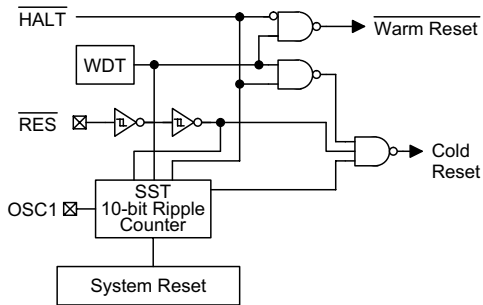 HALT
Warm Reset
WDT
RES
Cold
Reset
SST
10-bit Ripple
Counter
OSC1
System Reset